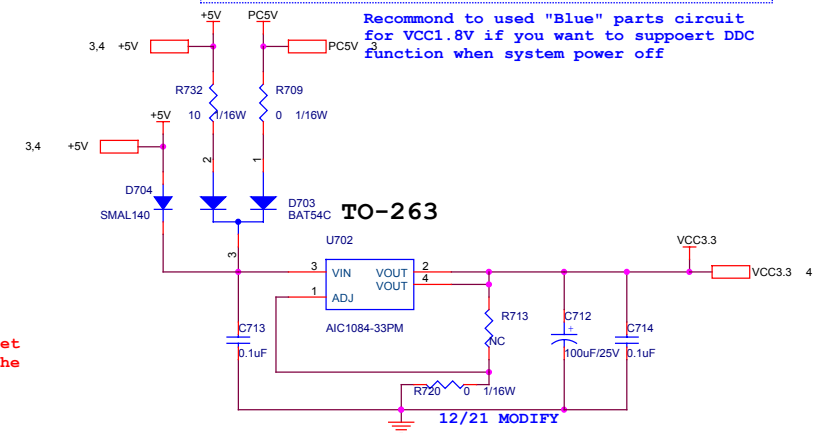 Recommond to used "Blue" parts circuit
for VCC1.8V if you want to suppoert DDC
function when system power off
+5V
PC5V
3,4 +5V
PC5V 3
R732
10 1/16W
R709
0 1/16W
+5V
3,4 +5V
2
1
D704
SMAL140
D703
BAT54C
TO-263
3
U702
3 VIN
VOUT 2
VOUT 4
1 ADJ
AIC1084-33PM
VCC3.3
VCC3.3 4
C713
0.1uF
R713
NC
C712
+
100uF/25V
C714
0.1uF
et
he
R720 0 1/16W
12/21 MODIFY